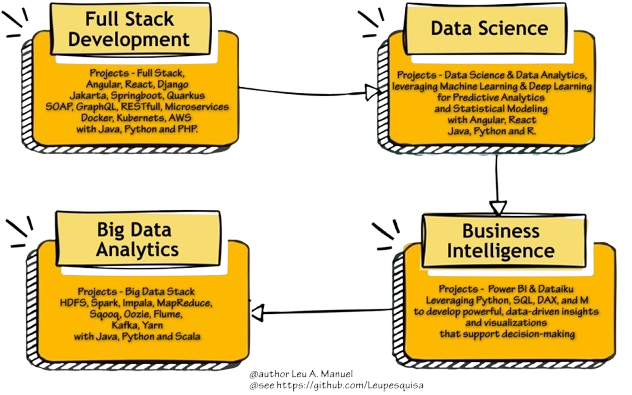 Full Stack
Development
Projects - Full Stack,
Angular, React, Django
Jakarta, Springboot, Quarkus
SOAP, GraphQL, RESTfull, Microservices
Docker, Kubernets, AWS
with Java, Python and PHP.
Data Science
Projects - Data Science & Data Analytics,
leveraging Machine Learning & Deep Learning
for Predictive Analytics
and Statistical Modeling
with Angular, React
Java, Python and R.
Big Data
Analytics
Projects - Big Data Stack
HDFS, Spark, Impala, MapReduce,
Sqooq, Oozie, Flume,
Kafka, Yarn
with Java, Python and Scala
Business
Intelligence
Projects - Power BI & Dataiku
Leveraging Python, SQL, DAX, and M
to develop powerful, data-driven insights
and visualizations
that support decision-making
@author Leu A. Manuel
@see https://github.com/Leupesquisa